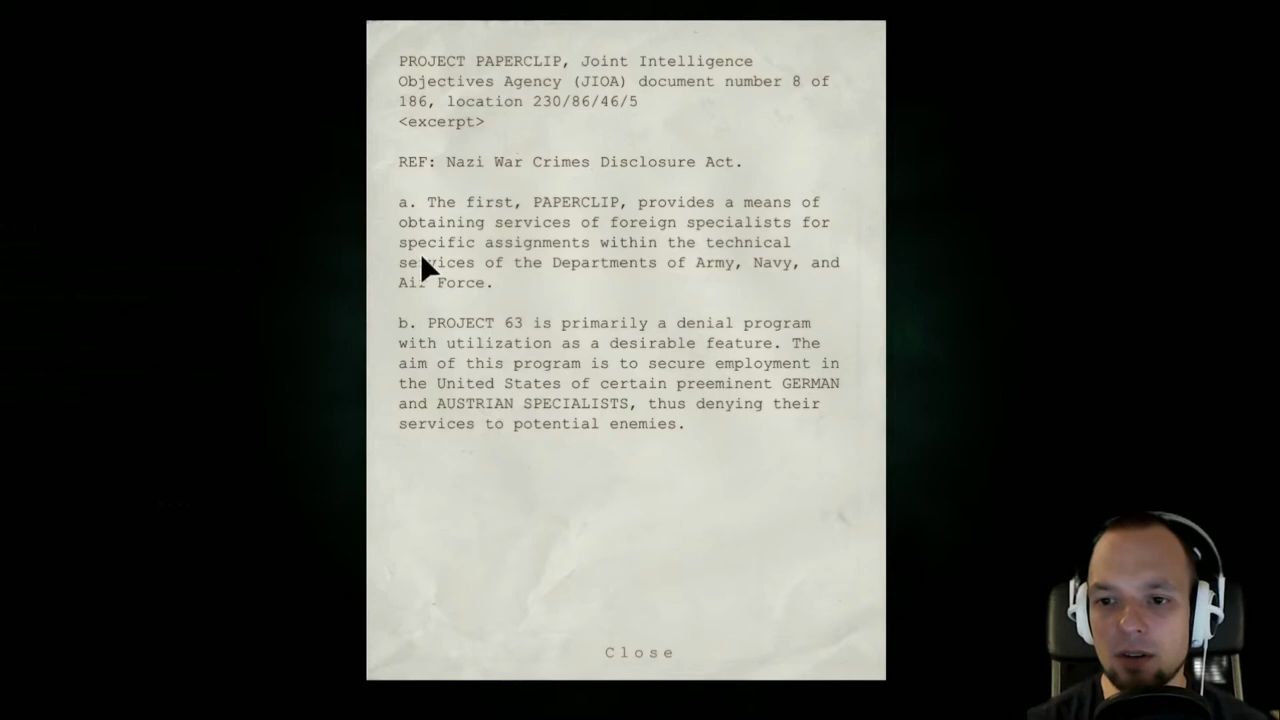 PROJECT PAPERCLIP, Joint Intelligence
Objectives Agency (JIOA) document number 8 of
186, location 230/86/46/5
<excerpt>
REF: Nazi War Crimes Disclosure Act.
a. The first, PAPERCLIP, provides a means of
obtaining services of foreign specialists for
specific assignments within the technical
services of the Departments of Army, Navy, and
Air Force.
b. PROJECT 63 is primarily a denial program
with utilization as a desirable feature. The
aim of this program is to secure employment in
the United States of certain preeminent GERMAN
and AUSTRIAN SPECIALISTS, thus denying their
services to potential enemies.
Close